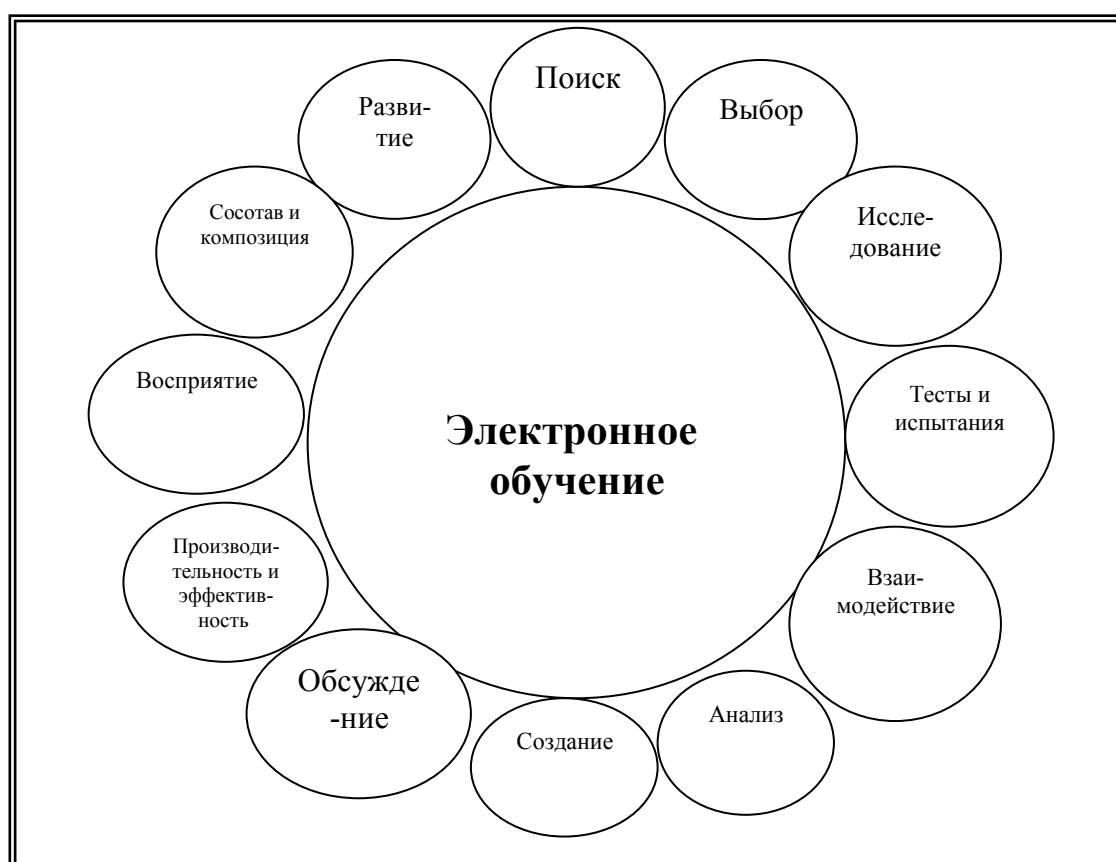 Поиск
Выбор
Иссле-
дование
Тесты и
испытания
Взаи-
модействие
Анализ
Создание
Обсужде
-ние
Производи-
тельность и
эффектив-
ность
Восприятие
Сосотав и
композиция
Разви-
тие
Электронное
обучение